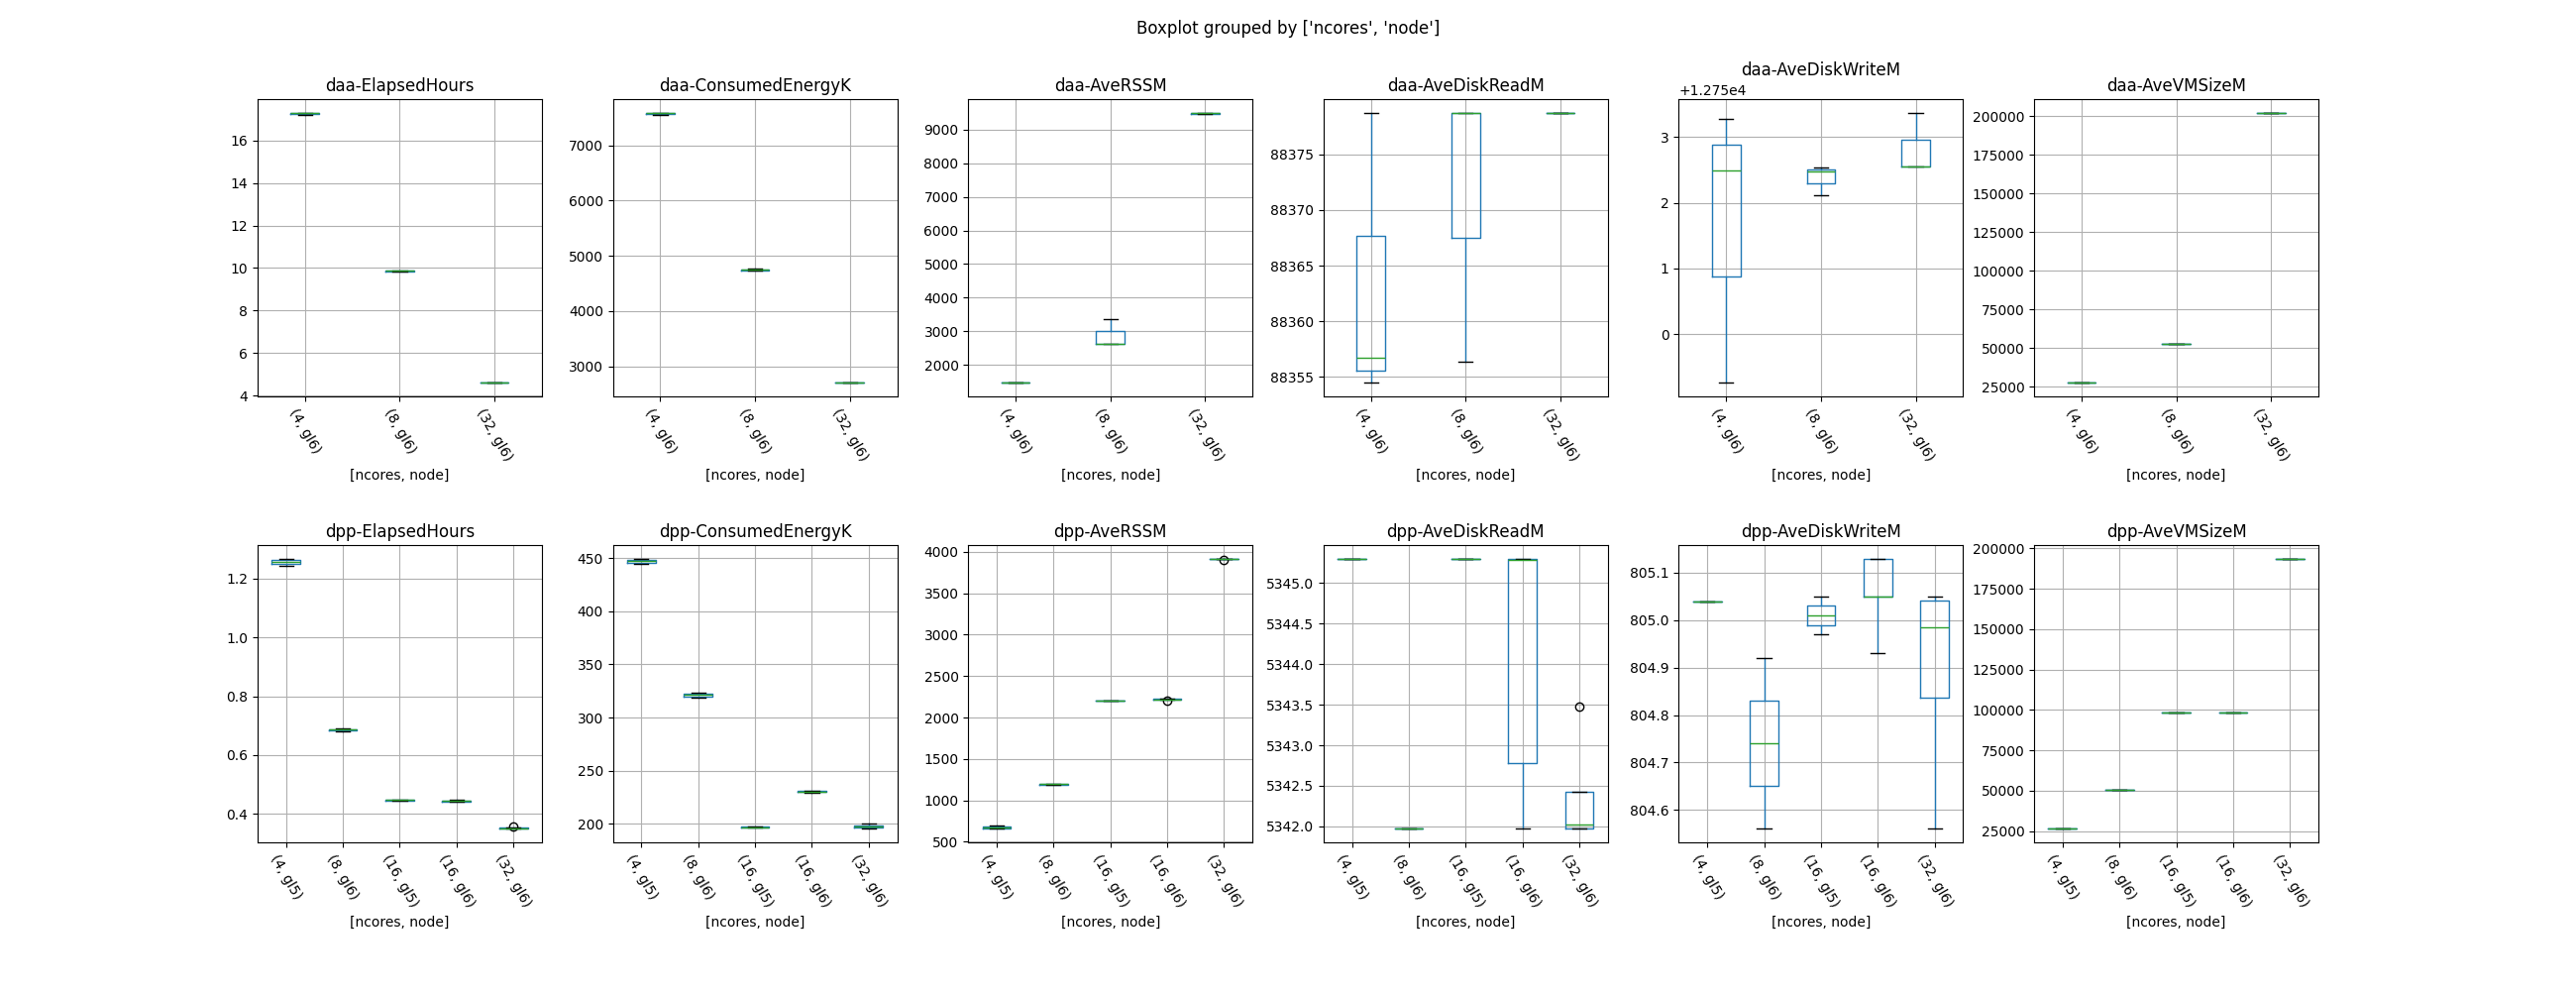 Boxplot grouped by ['ncores', 'node']
daa-ElapsedHours
16
14
12
10
8
6
4
(4, gl6)
(8, gl6)
(32, gl6)
[ncores, node]
daa-ConsumedEnergyK
7000
6000
5000
4000
3000
(4, gl6)
(8, gl6)
(32, gl6)
[ncores, node]
daa-AveRSSM
9000
8000
7000
6000
5000
4000
3000
2000
(4, gl6)
(8, gl6)
(32, gl6)
[ncores, node]
daa-AveDiskReadM
88375
88370
88365
88360
88355
(4, gl6)
(8, gl6)
(32, gl6)
[ncores, node]
daa-AveDiskWriteM
+1.275e4
3
2
1
0
(4, gl6)
(8, gl6)
(32, gl6)
[ncores, node]
daa-AveVMSizeM
200000
175000
150000
125000
100000
75000
50000
25000
(4, gl6)
(8, gl6)
(32, gl6)
[ncores, node]
dpp-ElapsedHours
1.2
1.0
0.8
0.6
0.4
(4, gl5)
(8, gl6)
(16, gl5)
(16, gl6)
(32, gl6)
[ncores, node]
dpp-ConsumedEnergyK
450
400
350
300
250
200
(4, gl5)
(8, gl6)
(16, gl5)
(16, gl6)
(32, gl6)
[ncores, node]
dpp-AveRSSM
4000
3500
3000
2500
2000
1500
1000
500
(4, gl5)
(8, gl6)
(16, gl5)
(16, gl6)
(32, gl6)
[ncores, node]
dpp-AveDiskReadM
5345.0
5344.5
5344.0
5343.5
5343.0
5342.5
5342.0
(4, gl5)
(8, gl6)
(16, gl5)
(16, gl6)
(32, gl6)
[ncores, node]
dpp-AveDiskWriteM
805.1
805.0
804.9
804.8
804.7
804.6
(4, gl5)
(8, gl6)
(16, gl5)
(16, gl6)
(32, gl6)
[ncores, node]
dpp-AveVMSizeM
200000
175000
150000
125000
100000
75000
50000
25000
(4, gl5)
(8, gl6)
(16, gl5)
(16, gl6)
(32, gl6)
[ncores, node]